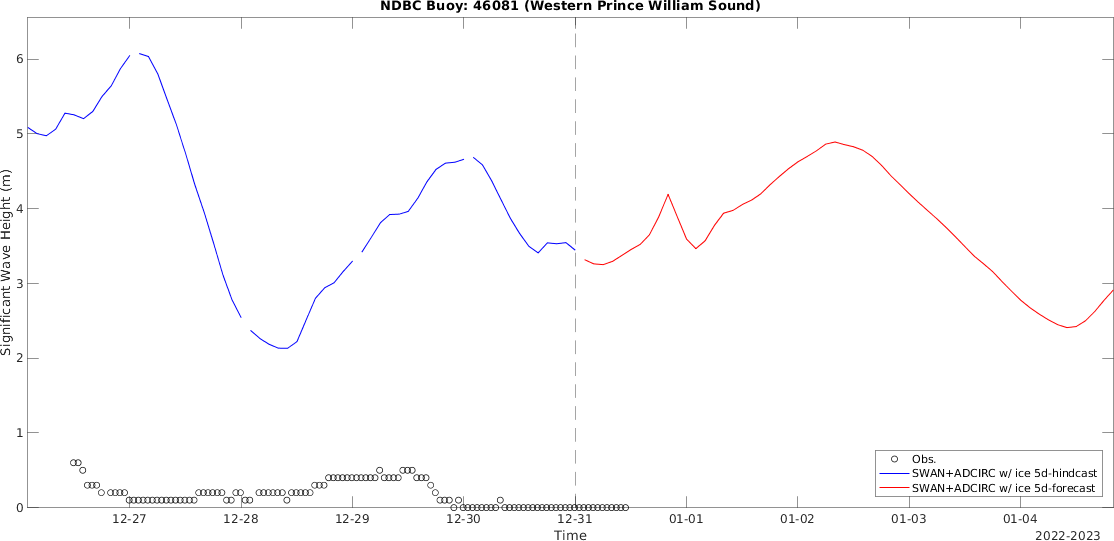 NDBC Buoy: 46081 (Western Prince William Sound)
Significant Wave Height (m)
6
5
4
3
2
1
0
12-27 12-28 12-29 12-30 12-31 01-01 01-02 01-03 01-04
Time
2022-2023
Obs.
SWAN+ADCIRC w/ ice 5d-hindcast
SWAN+ADCIRC w/ ice 5d-forecast